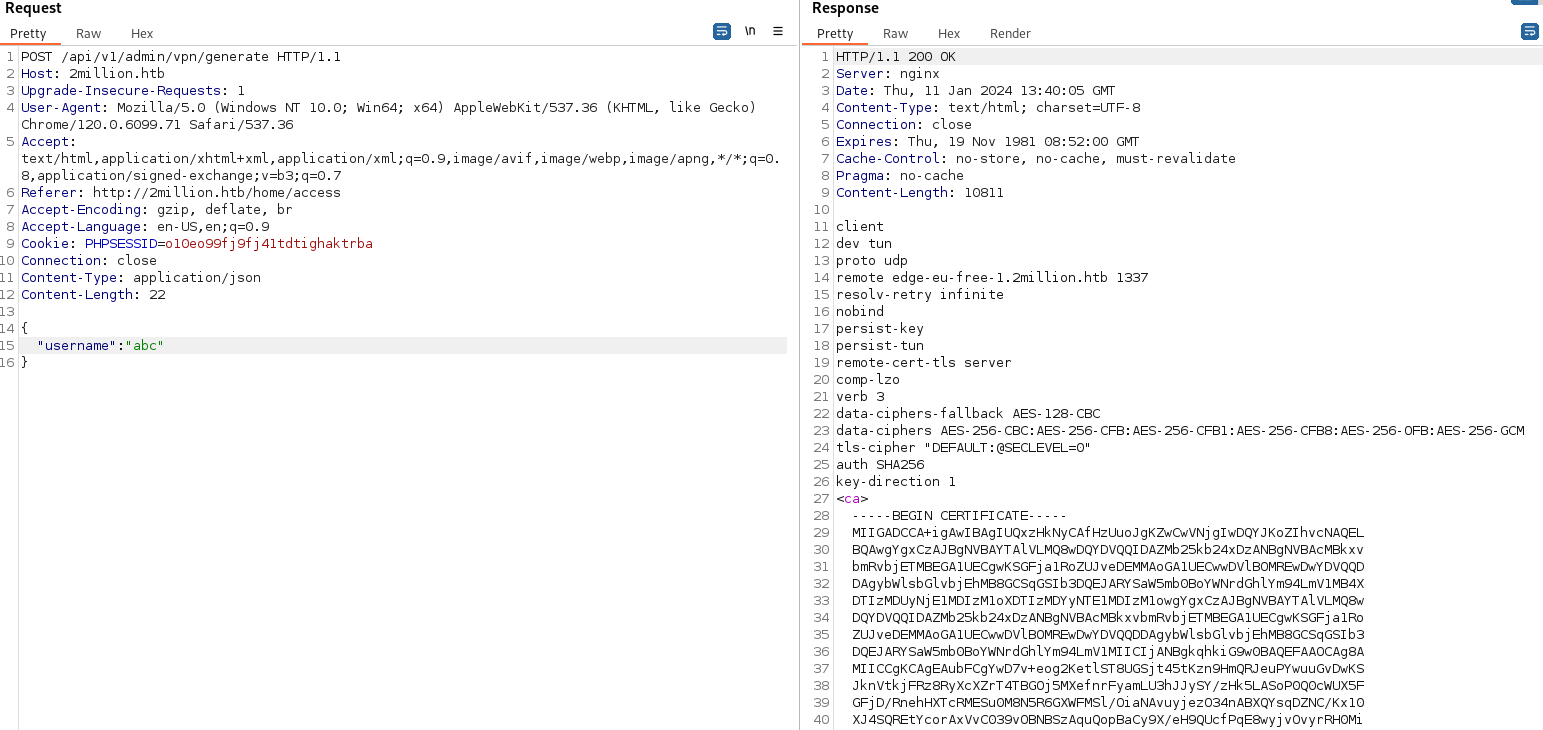 Request
Pretty Raw Hex
\n
1 POST /api/v1/admin/vpn/generate HTTP/1.1
2 Host: 2million.htb
3 Upgrade-Insecure-Requests: 1
4 User-Agent: Mozilla/5.0 (Windows NT 10.0; Win64; x64) AppleWebKit/537.36 (KHTML, like Gecko)
Chrome/120.0.6099.71 Safari/537.36
5 Accept:
text/html,application/xhtml+xml,application/xml;q=0.9,image/avif,image/webp,image/apng,*/*;q=0.
8,application/signed-exchange;v=b3;q=0.7
6 Referer: http://2million.htb/home/access
7 Accept-Encoding: gzip, deflate, br
8 Accept-Language: en-US,en;q=0.9
9 Cookie: PHPSESSID=o10eo99fj9fj41tdtighaktrba
10 Connection: close
11 Content-Type: application/json
12 Content-Length: 22
13
14 {
15 "username":"abc"
16 }
Response
Pretty Raw Hex Render
1 HTTP/1.1 200 OK
2 Server: nginx
3 Date: Thu, 11 Jan 2024 13:40:05 GMT
4 Content-Type: text/html; charset=UTF-8
5 Connection: close
6 Expires: Thu, 19 Nov 1981 08:52:00 GMT
7 Cache-Control: no-store, no-cache, must-revalidate
8 Pragma: no-cache
9 Content-Length: 10811
10
11 client
12 dev tun
13 proto udp
14 remote edge-eu-free-1.2million.htb 1337
15 resolv-retry infinite
16 nobind
17 persist-key
18 persist-tun
19 remote-cert-tls server
20 comp-lzo
21 verb 3
22 data-ciphers-fallback AES-128-CBC
23 data-ciphers AES-256-CBC:AES-256-CFB:AES-256-CFB1:AES-256-CFB8:AES-256-OFB:AES-256-GCM
24 tls-cipher "DEFAULT:@SECLEVEL=0"
25 auth SHA256
26 key-direction 1
27 <ca>
28 -----BEGIN CERTIFICATE-----
29 MIIGADCCA+igAwIBAgIUQxzHkNyCAfHzUuoJgKZwCwVNjgIwDQYJKoZIhvcNAQEL
30 BQAwgYgxCzAJBgNVBAYTAlVLMQ8wDQYDVQQIDAZMb25kb24xDzANBgNVBAcMBkxv
31 bmRvbjETMBEGA1UECgwKSGFja1RoZUJveDEMMAoGA1UECwwDVlBOMREwDwYDVQQD
32 DAgybWlsbGlvbjEhMB8GCSqGSIb3DQEJARYSaW5mb0BoYWNrdGhlYm94LmV1MB4X
33 DTIzMDUyNjE1MDIzM1oXDTIzMDYyNTE1MDIzM1owgYgxCzAJBgNVBAYTAlVLMQ8w
34 DQYDVQQIDAZMb25kb24xDzANBgNVBAcMBkxvbmRvbjETMBEGA1UECgwKSGFja1Ro
35 ZUJveDEMMAoGA1UECwwDVlBOMREwDwYDVQQDDAgybWlsbGlvbjEhMB8GCSqGSIb3
36 DQEJARYSaW5mb0BoYWNrdGhlYm94LmV1MIICIjANBgkqhkiG9w0BAQEFAAOCAg8A
37 MIICCgKCAgEAubFCgYwD7v+eog2KetlST8UGSjt45tKzn9HmQRJeuPYwuuGvDwKS
38 JknVtkjFRz8RyXcXZrT4TBGOj5MXefnrFyamLU3hJJySY/zHk5LASoP0Q0cWUX5F
39 GFjD/RnehHXTcRMESu0M8N5R6GXWFMSl/OiaNAvuyjezO34nABXQYsqDZNC/Kx10
40 XJ4SQREtYcorAxVvC039vOBNBSzAquQopBaCy9X/eH9QUcfPqE8wyjvOvyrRH0Mi